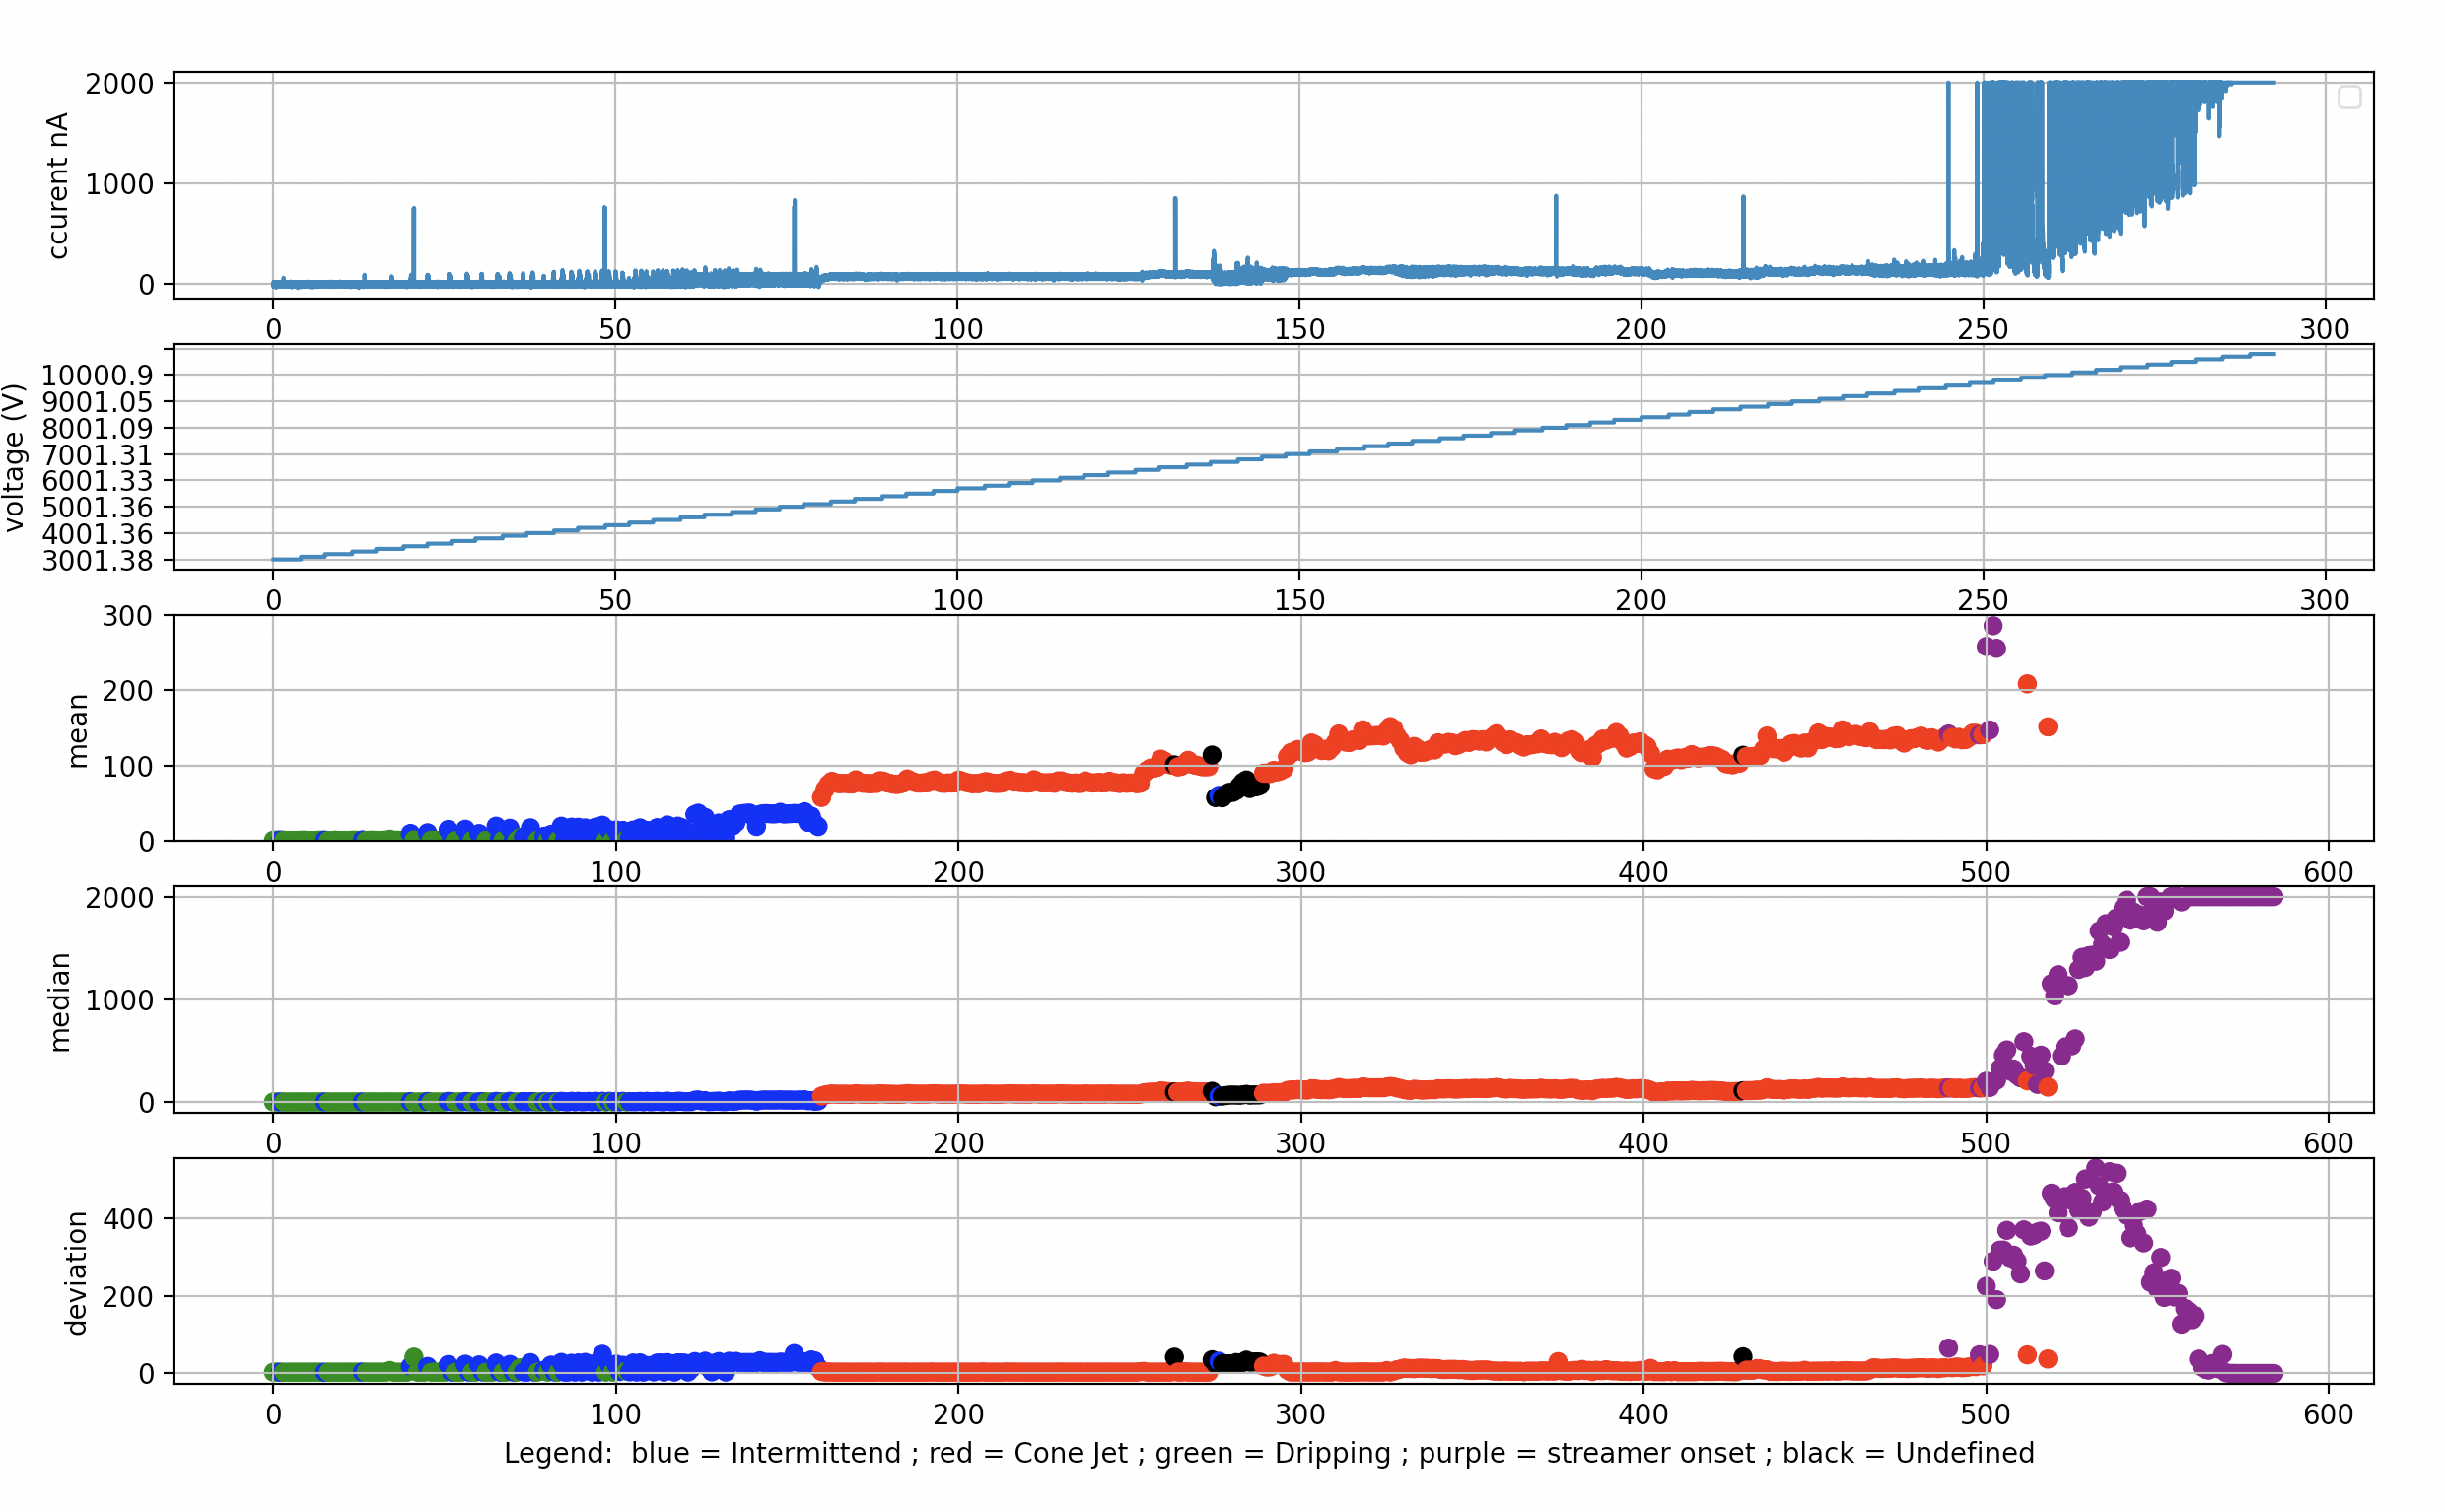 2000
1000
0
ccurent nA
0 50 100 150 200 250 300
10000.9
9001.05
8001.09
7001.31
6001.33
5001.36
4001.36
3001.38
voltage (V)
0 50 100 150 200 250 300
300
200
100
0
mean
0 100 200 300 400 500 600
2000
1000
0
median
0 100 200 300 400 500 600
400
200
0
deviation
0 100 200 300 400 500 600
Legend:  blue = Intermittend ; red = Cone Jet ; green = Dripping ; purple = streamer onset ; black = Undefined